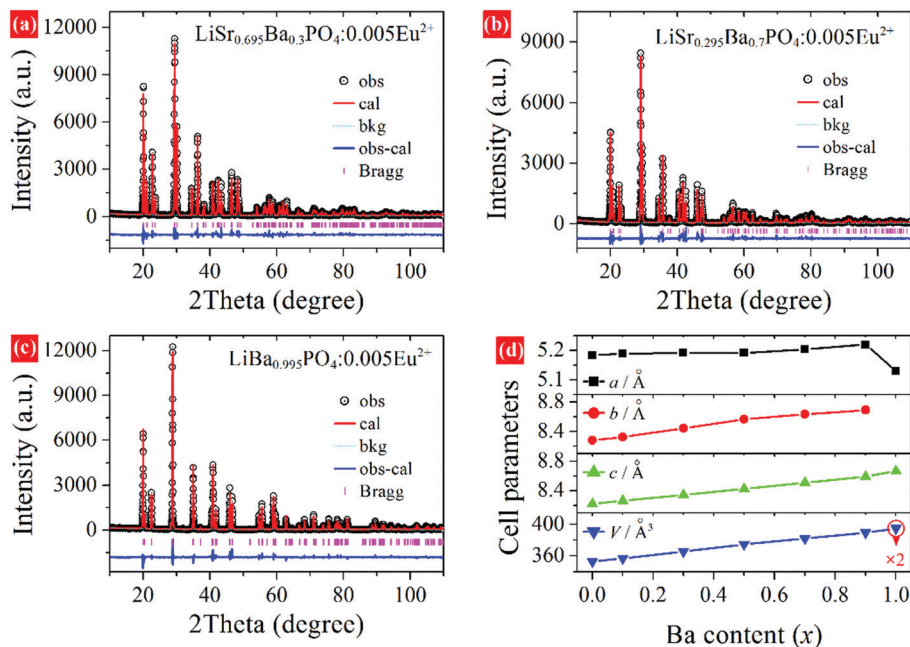 (a)
LiSr₀.₆₉₅Ba₀.₃PO₄:0.005Eu²⁺
obs
cal
bkg
obs-cal
Bragg
12000
9000
6000
3000
0
Intensity (a.u.)
20 40 60 80 100
2Theta (degree)
(b)
LiSr₀.₂₉₅Ba₀.₇PO₄:0.005Eu²⁺
obs
cal
bkg
obs-cal
Bragg
9000
6000
3000
0
Intensity (a.u.)
20 40 60 80 100
2Theta (degree)
(c)
LiBa₀.₉₉₅PO₄:0.005Eu²⁺
obs
cal
bkg
obs-cal
Bragg
12000
9000
6000
3000
0
Intensity (a.u.)
20 40 60 80 100
2Theta (degree)
(d)
5.2
5.1
a / Å
8.8
8.4
b / Å
8.8
8.4
c / Å
400
360
V / Å³
×2
Cell parameters
0.0 0.2 0.4 0.6 0.8 1.0
Ba content (x)